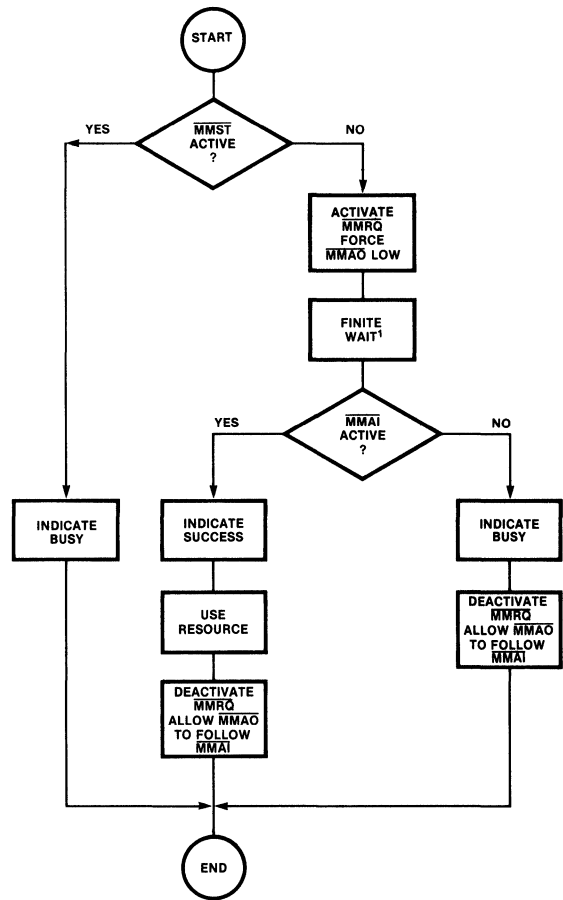 START
YES
MMST
ACTIVE
?
NO
ACTIVATE
MMRQ
FORCE
MMAO LOW
FINITE
WAIT¹
YES
MMAI
ACTIVE
?
NO
INDICATE
BUSY
INDICATE
SUCCESS
INDICATE
BUSY
USE
RESOURCE
DEACTIVATE
MMRQ
ALLOW MMAO
TO FOLLOW
MMAI
DEACTIVATE
MMRQ
ALLOW MMAO
TO FOLLOW
MMAI
END